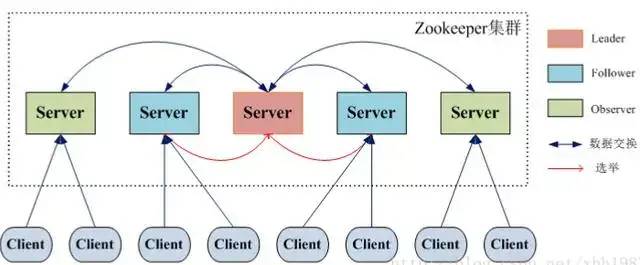 Zookeeper集群
Leader
Follower
Observer
数据交换
选举
Server
Server
Server
Server
Server
Client
Client
Client
Client
Client
Client
Client
Client